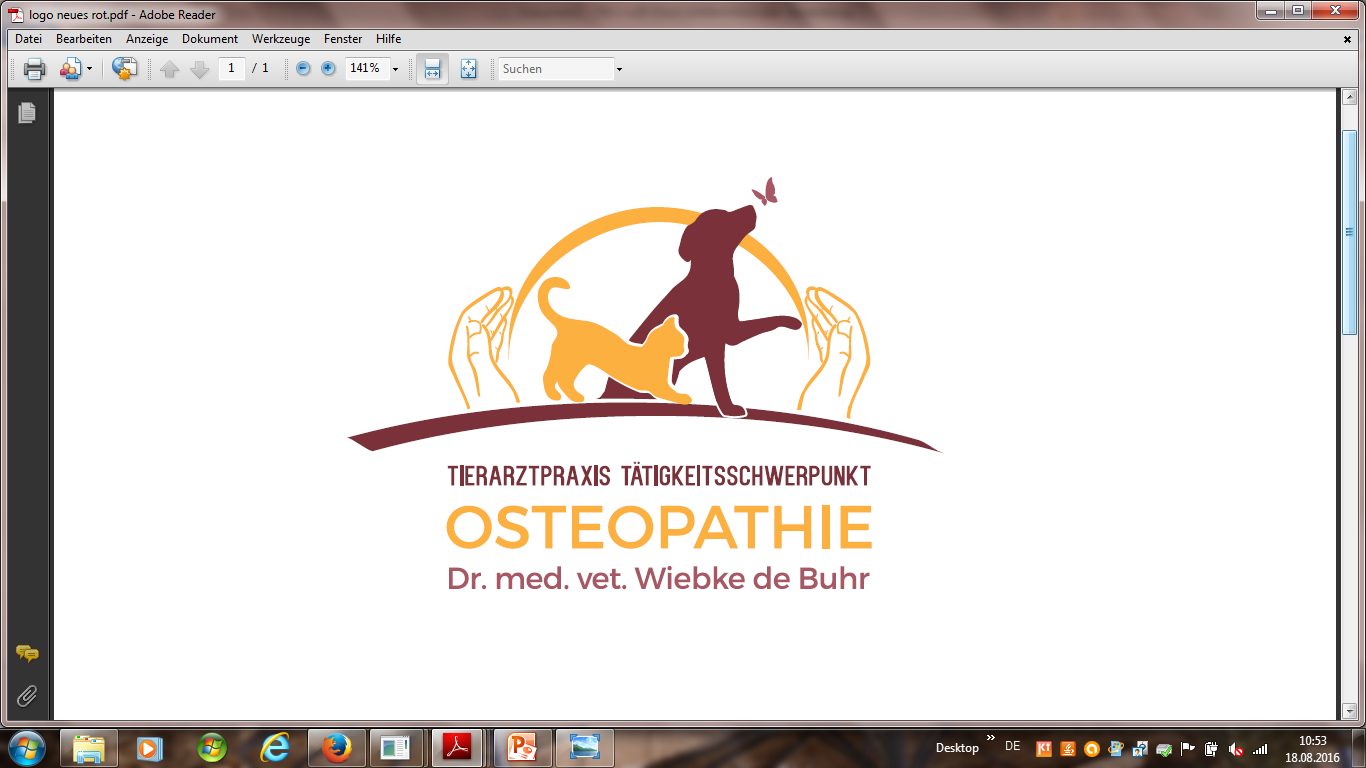 logo neues rot.pdf - Adobe Reader
Datei Bearbeiten Anzeige Dokument Werkzeuge Fenster Hilfe
1 / 1 141% Suchen
TIERARZTPRAXIS TÄTIGKEITSSCHWERPUNKT
OSTEOPATHIE
Dr. med. vet. Wiebke de Buhr
Desktop » DE 10:53
18.08.2016